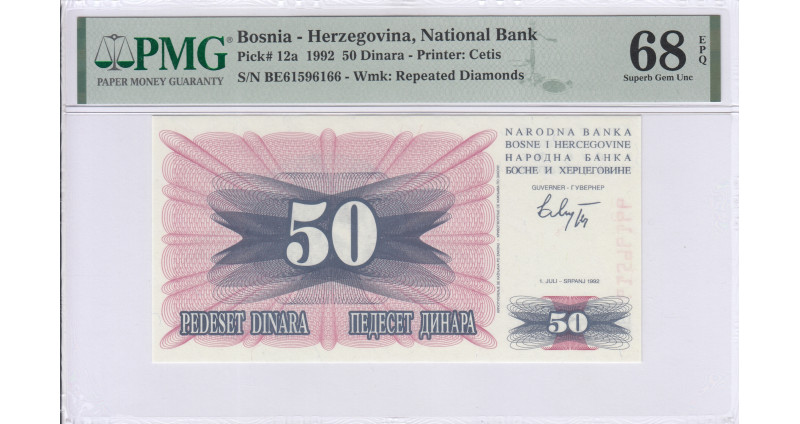 PMG®
PAPER MONEY GUARANTY
Bosnia - Herzegovina, National Bank
Pick# 12a 1992 50 Dinara - Printer: Cetis
S/N BE61596166 - Wmk: Repeated Diamonds
68 EPQ
Superb Gem Unc
NARODNA BANKA
BOSNE I HERCEGOVINE
НАРОДНА БАНКА
БОСНЕ И ХЕРЦЕГОВИНЕ
GUVERNER - ГУВЕРНЕР
1. JULI - SRPANJ 1992
50
PEDESET DINARA
ПЕДЕСЕТ ДИНАРА
50